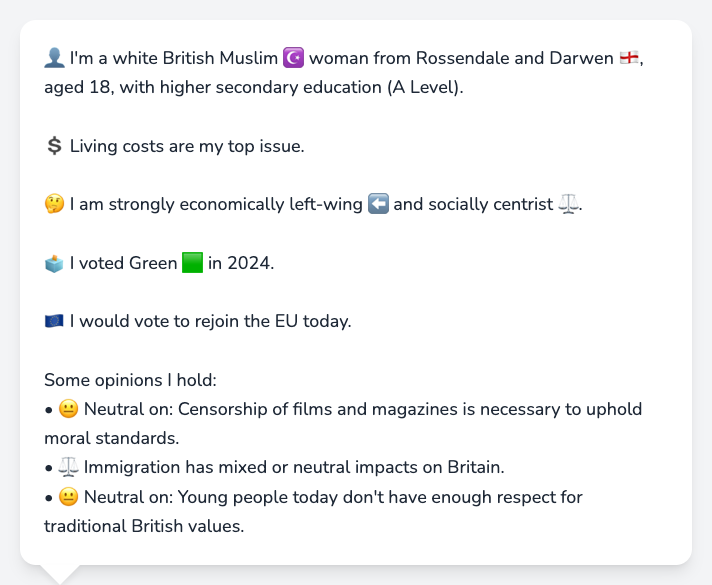 👤 I'm a white British Muslim ☪️ woman from Rossendale and Darwen 🏴󠁧󠁢󠁥󠁮󠁧󠁿,
aged 18, with higher secondary education (A Level).
💲 Living costs are my top issue.
🤔 I am strongly economically left-wing ⬅️ and socially centrist ⚖️.
🗳️ I voted Green 🟩 in 2024.
🇪🇺 I would vote to rejoin the EU today.
Some opinions I hold:
• 😐 Neutral on: Censorship of films and magazines is necessary to uphold
moral standards.
• ⚖️ Immigration has mixed or neutral impacts on Britain.
• 😐 Neutral on: Young people today don't have enough respect for
traditional British values.